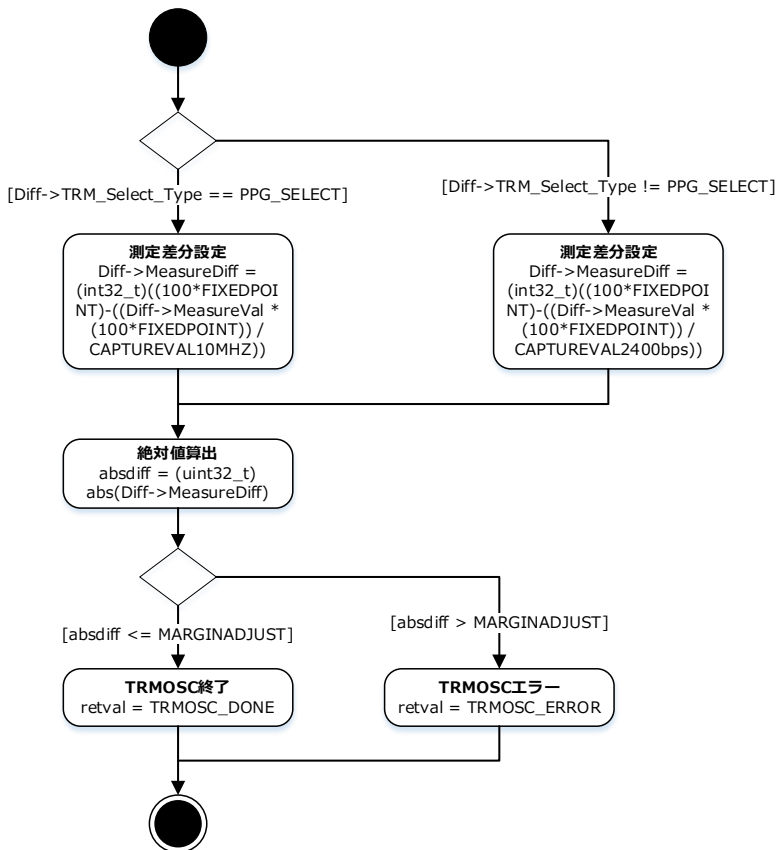 [Diff->TRM_Select_Type == PPG_SELECT]
[Diff->TRM_Select_Type != PPG_SELECT]
測定差分設定
Diff->MeasureDiff =
(int32_t)((100*FIXEDPOI
NT)-((Diff->MeasureVal *
(100*FIXEDPOINT)) /
CAPTUREVAL10MHZ))
測定差分設定
Diff->MeasureDiff =
(int32_t)((100*FIXEDPOI
NT)-((Diff->MeasureVal *
(100*FIXEDPOINT)) /
CAPTUREVAL2400bps))
絶対値算出
absdiff = (uint32_t)
abs(Diff->MeasureDiff)
[absdiff <= MARGINADJUST]
[absdiff > MARGINADJUST]
TRMOSC終了
retval = TRMOSC_DONE
TRMOSCエラー
retval = TRMOSC_ERROR